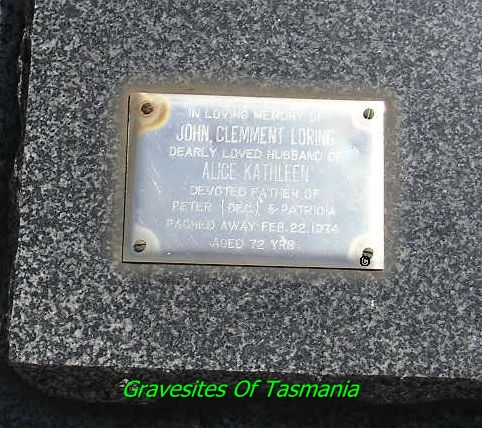 IN LOVING MEMORY OF
JOHN, CLEMMENT LORING
DEARLY LOVED HUSBAND OF
ALICE KATHLEEN
DEVOTED FATHER OF
PETER (DEC) & PATRICIA
PASSED AWAY FEB. 22. 1974
AGED 72 YRS.
Gravesites Of Tasmania